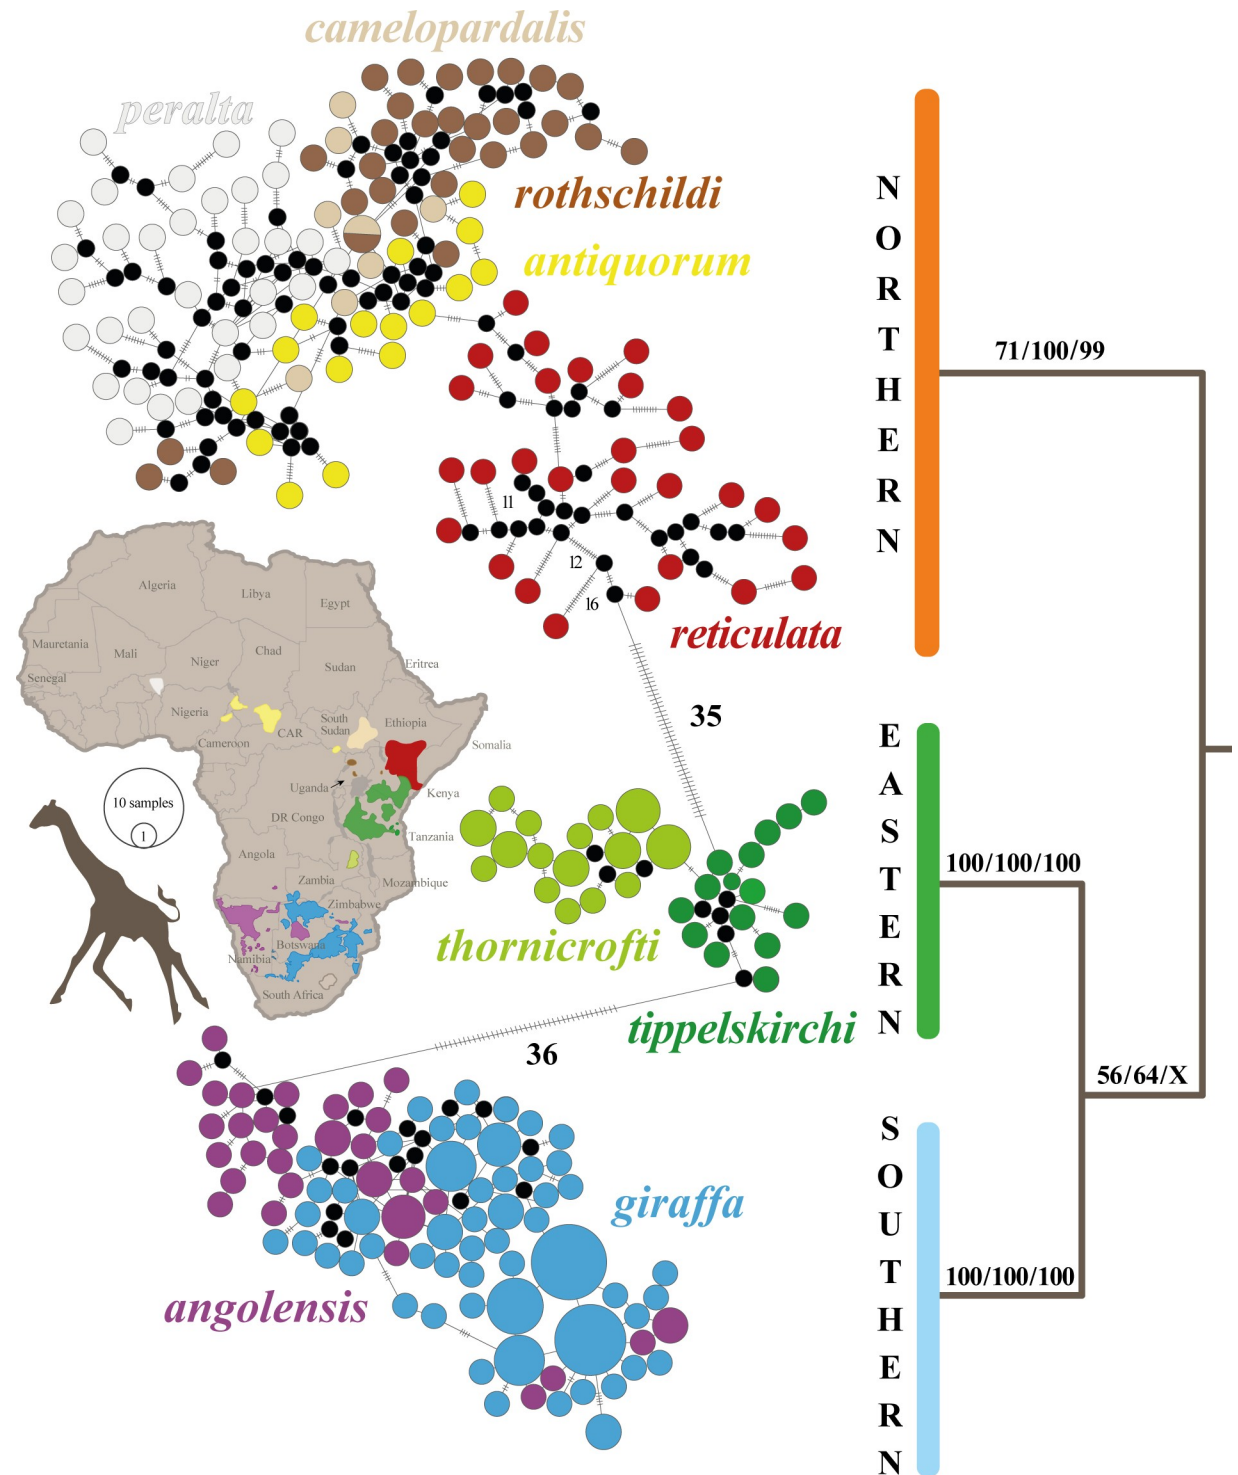 camelopardalis
peralta
rothschildi
antiquorum
11
12
16
reticulata
35
thornicrofti
tippelskirchi
36
giraffa
angolensis
Algeria
Libya
Egypt
Mauretania
Mali
Niger
Chad
Sudan
Eritrea
Senegal
Nigeria
South
Sudan
Ethiopia
CAR
Cameroon
Somalia
Uganda
Kenya
DR Congo
Tanzania
Angola
Zambia
Mozambique
Zimbabwe
Botswana
Namibia
South Africa
10 samples
1
NORTHERN
71/100/99
EASTERN
100/100/100
56/64/X
SOUTHERN
100/100/100